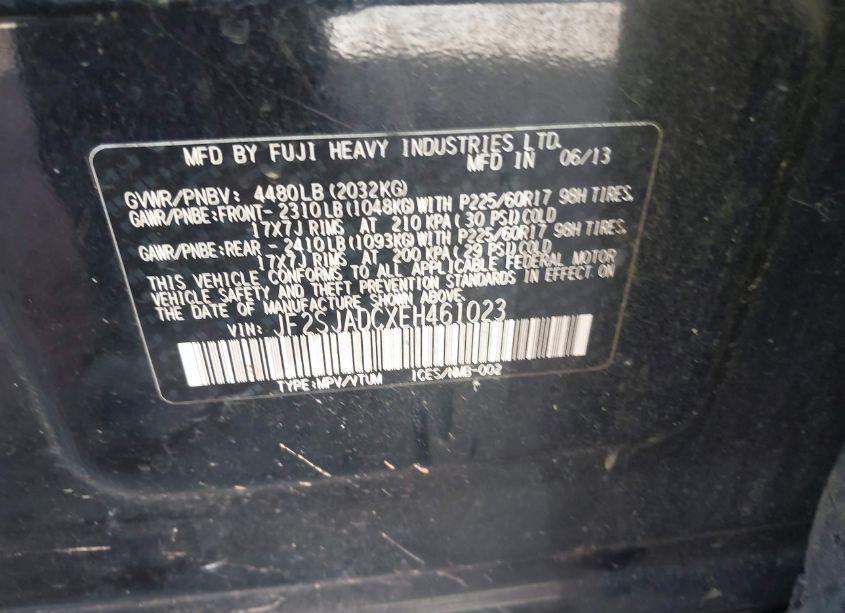 MFD BY FUJI HEAVY INDUSTRIES LTD.
MFD IN 06/13
GVWR/PNBV: 4480LB (2032KG)
GAWR/PNBE:FRONT- 2310LB(1048KG)WITH P225/60R17 98H TIRES.
17X7J RIMS AT 210 KPA( 30 PSI)COLD
GAWR/PNBE:REAR - 2410LB(1093KG)WITH P225/60R17 98H TIRES.
17X7J RIMS AT 200 KPA( 29 PSI)COLD
THIS VEHICLE CONFORMS TO ALL APPLICABLE FEDERAL MOTOR
VEHICLE SAFETY AND THEFT PREVENTION STANDARDS IN EFFECT ON
THE DATE OF MANUFACTURE SHOWN ABOVE.
VIN: JF2SJADCXEH461023
TYPE:MPV/VTUM ICES/NMB-002